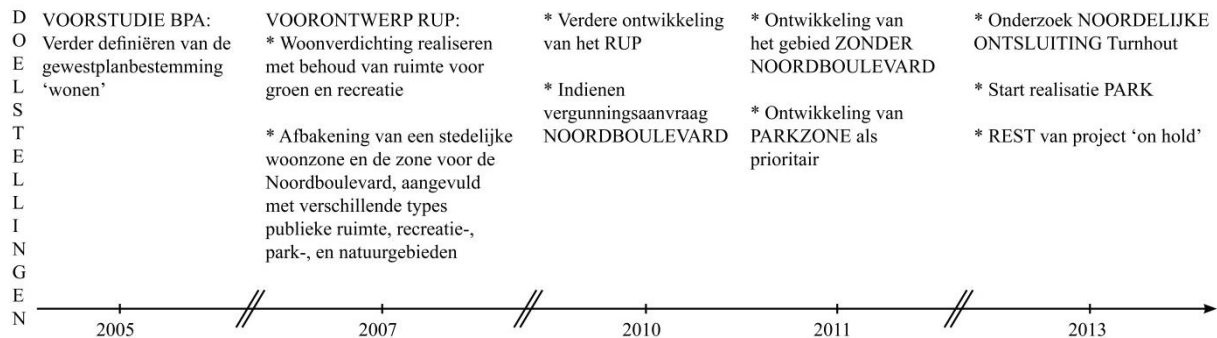 DOELSTELLINGEN
VOORSTUDIE BPA:
Verder definiëren van de
gewestplanbestemming
‘wonen’
VOORONTWERP RUP:
* Woonverdichting realiseren
met behoud van ruimte voor
groen en recreatie
* Afbakening van een stedelijke
woonzone en de zone voor de
Noordboulevard, aangevuld
met verschillende types
publieke ruimte, recreatie-,
park-, en natuurgebieden
* Verdere ontwikkeling
van het RUP
* Indienen
vergunningsaanvraag
NOORDBOULEVARD
* Ontwikkeling van
het gebied ZONDER
NOORDBOULEVARD
* Ontwikkeling van
PARKZONE als
prioritair
* Onderzoek NOORDELIJKE
ONTSLUITING Turnhout
* Start realisatie PARK
* REST van project ‘on hold’
2005
2007
2010
2011
2013